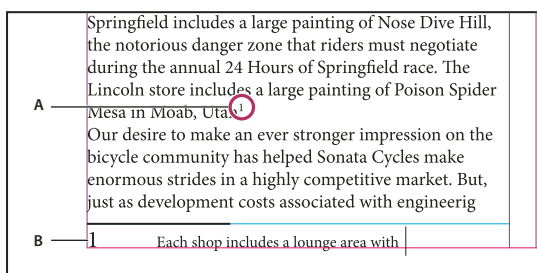 Springfield includes a large painting of Nose Dive Hill,
the notorious danger zone that riders must negotiate
during the annual 24 Hours of Springfield race. The
Lincoln store includes a large painting of Poison Spider
A
Mesa in Moab, Utah1
Our desire to make an ever stronger impression on the
bicycle community has helped Sonata Cycles make
enormous strides in a highly competitive market. But,
just as development costs associated with engineerig
B
1 Each shop includes a lounge area with